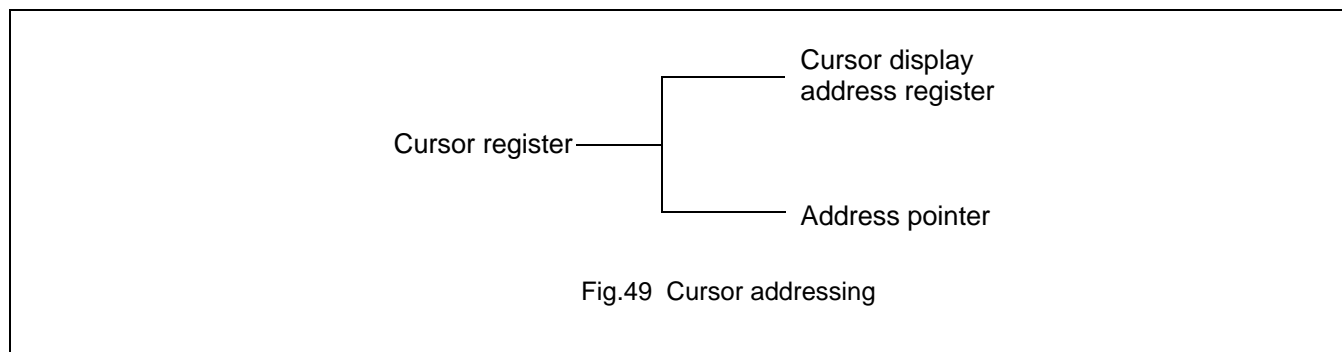 Cursor display
address register
Cursor register
Address pointer
Fig.49 Cursor addressing